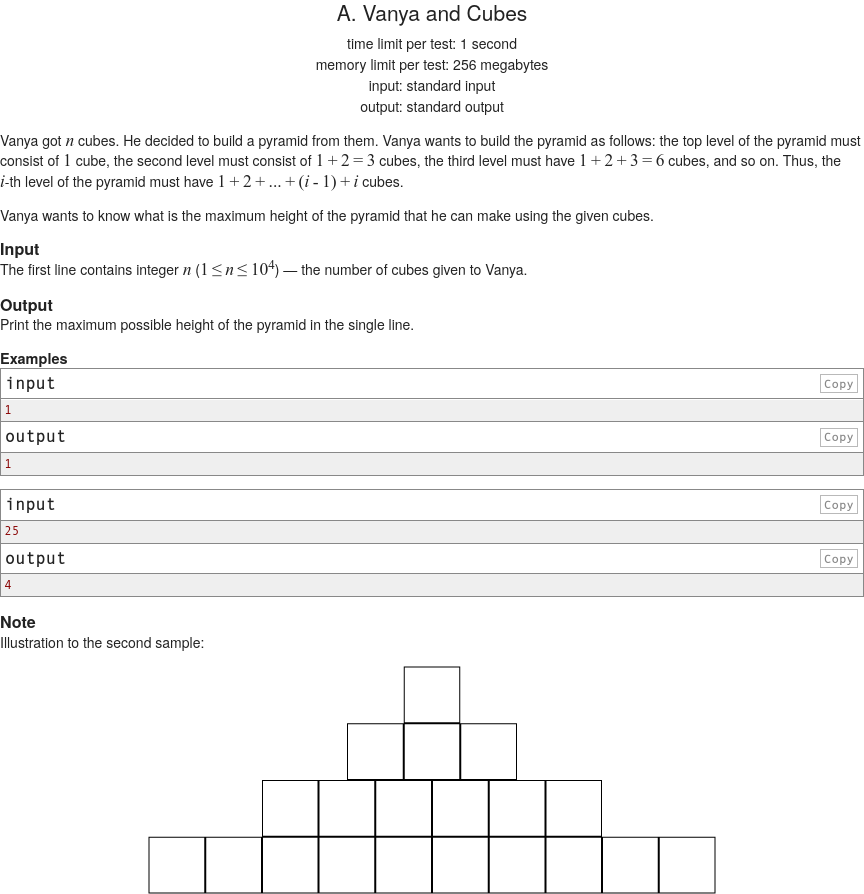 A. Vanya and Cubes
time limit per test: 1 second
memory limit per test: 256 megabytes
input: standard input
output: standard output
Vanya got n cubes. He decided to build a pyramid from them. Vanya wants to build the pyramid as follows: the top level of the pyramid must
consist of 1 cube, the second level must consist of 1 + 2 = 3 cubes, the third level must have 1 + 2 + 3 = 6 cubes, and so on. Thus, the
i-th level of the pyramid must have 1 + 2 + ... + (i - 1) + i cubes.
Vanya wants to know what is the maximum height of the pyramid that he can make using the given cubes.
Input
The first line contains integer n (1 ≤ n ≤ 10⁴) — the number of cubes given to Vanya.
Output
Print the maximum possible height of the pyramid in the single line.
Examples
input Copy
1
output Copy
1
input Copy
25
output Copy
4
Note
Illustration to the second sample: